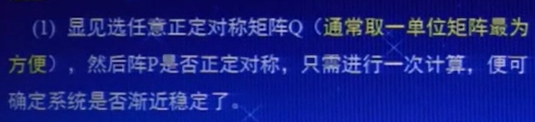 (1) 显见选任意正定对称矩阵Q（通常取一单位矩阵最为
方便），然后阵P是否正定对称，只需进行一次计算，便可
确定系统是否渐近稳定了。